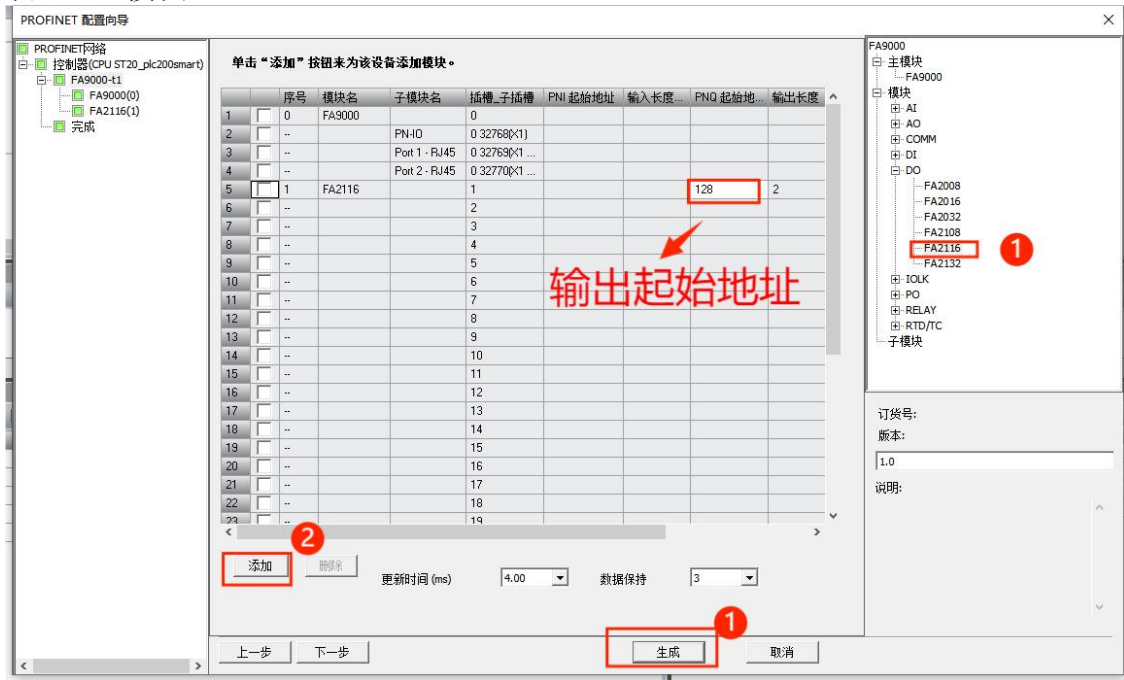 PROFINET 配置向导
PROFINET网络
控制器(CPU ST20_plc200smart)
FA9000-t1
FA9000(0)
FA2116(1)
完成
单击“添加”按钮来为该设备添加模块。
序号 模块名 子模块名 插槽_子插槽 PNI 起始地址 输入长度... PNQ 起始地... 输出长度
1 0 FA9000 0
2 -- PN-IO 0 32768(X1)
3 -- Port 1 - RJ45 0 32769(X1 ...
4 -- Port 2 - RJ45 0 32770(X1 ...
5 1 FA2116 1 128 2
6 -- 2
7 -- 3
8 -- 4
9 -- 5
10 -- 6
11 -- 7
12 -- 8
13 -- 9
14 -- 10
15 -- 11
16 -- 12
17 -- 13
18 -- 14
19 -- 15
20 -- 16
21 -- 17
22 -- 18
23 -- 19
输出起始地址
2
添加 删除 更新时间 (ms) 4.00 数据保持 3
1
上一步 下一步 生成 取消
FA9000
主模块
FA9000
模块
AI
AO
COMM
DI
DO
FA2008
FA2016
FA2032
FA2108
FA2116 1
FA2132
IOLK
PO
RELAY
RTD/TC
子模块
订货号:
版本:
1.0
说明: